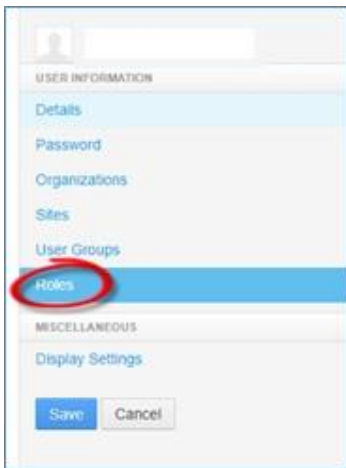 USER INFORMATION
Details
Password
Organizations
Sites
User Groups
Roles
MISCELLANEOUS
Display Settings
Save Cancel